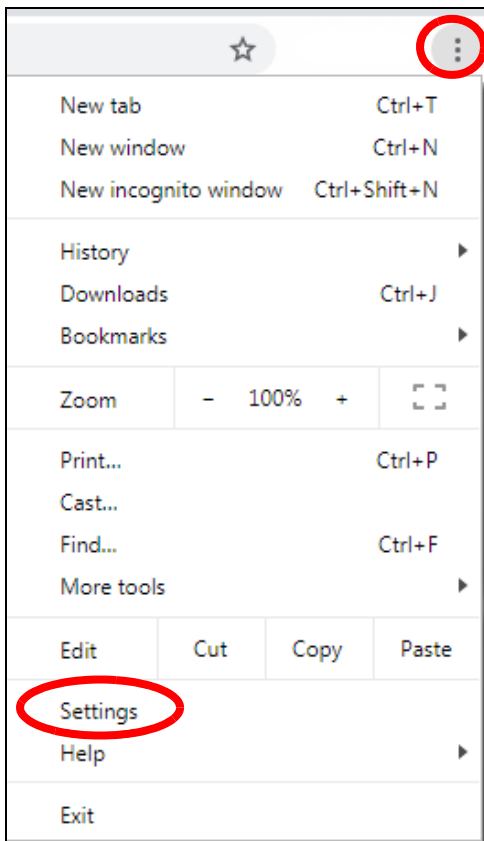 New tab Ctrl+T
New window Ctrl+N
New incognito window Ctrl+Shift+N
History
Downloads Ctrl+J
Bookmarks
Zoom - 100% +
Print... Ctrl+P
Cast...
Find... Ctrl+F
More tools
Edit Cut Copy Paste
Settings
Help
Exit